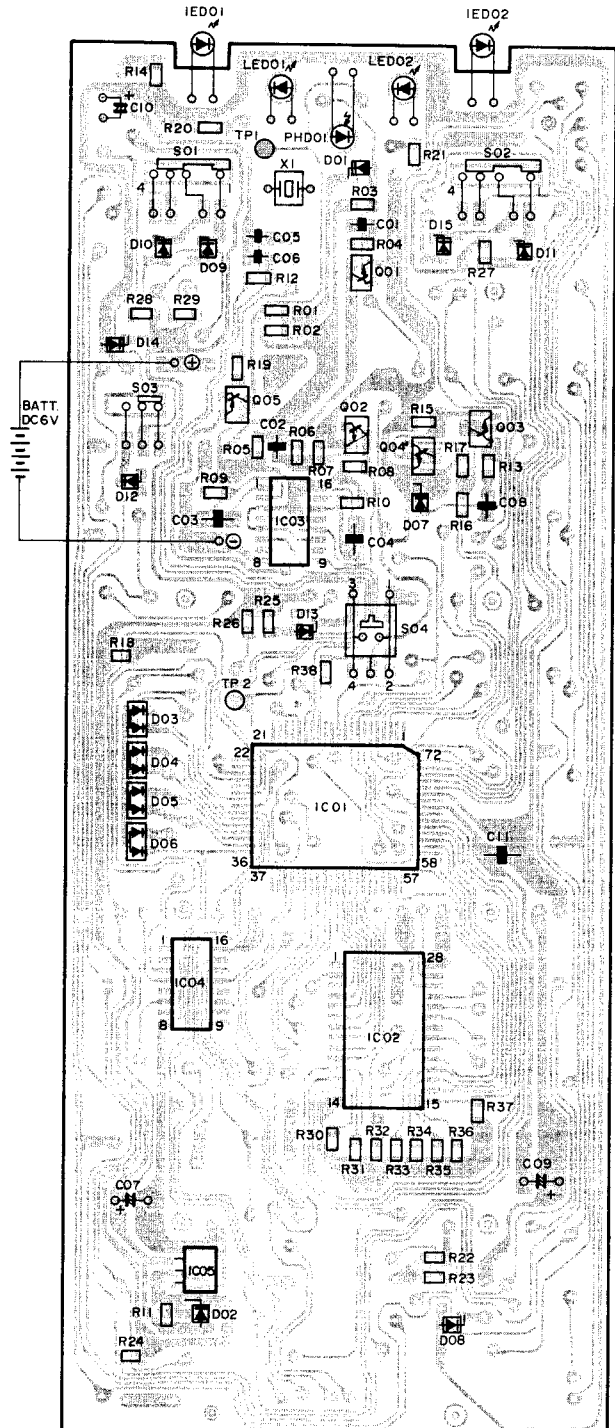 IED01 IED02
R14 LED01 LED02
+
C10
R20 TP1 PHD01 R21
S01 D01 S02
X1
4 1 R03 4 1
C01
D10 D09 C05 R04 D15 R27 D11
C06 Q01
R12
R28 R29 R01
R02
D14
+ R19
BATT. S03 Q05 Q02 R15 Q03
DC6V C02 R06 Q04
R05 R07 R08 R17 R13
D12 R09 1 16 R10 D07 R16 C08
C03 IC03 C04
− 8 9
R26 R25 D13 3 1 S04
R18 R38
TP2 4 2
D03 21 1
22 72
D04
D05 IC01 C11
D06
36 58
37 57
1 16 1 28
IC04
8 9 IC02
14 15 R37
R30 R32 R34 R36
R31 R33 R35
C07 C09
+ +
IC05 R22
R23
R11 D02 D08
R24